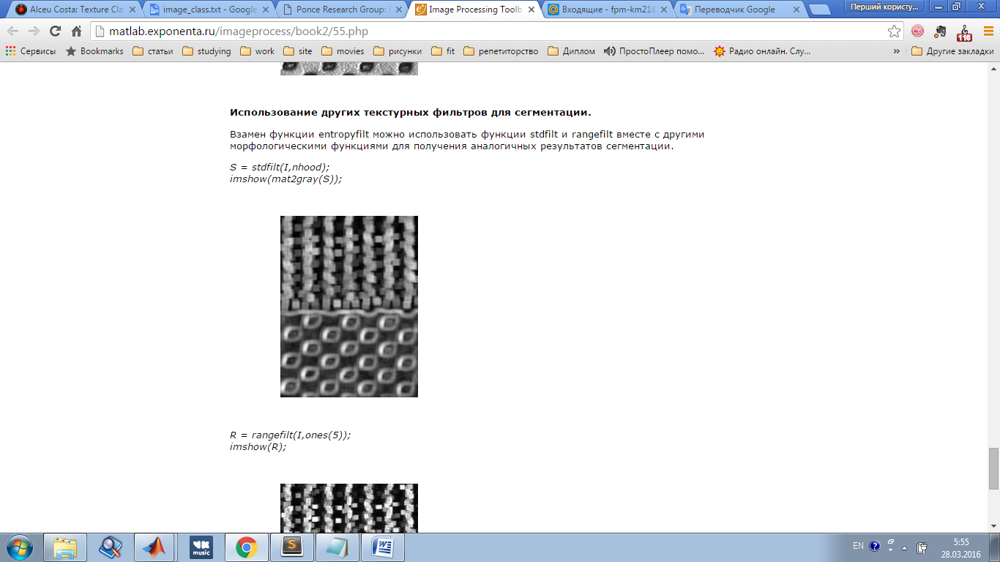 Alceu Costa: Texture Cla
image_class.txt - Google
Ponce Research Group:
Image Processing Toolb
Входящие - fpm-km21@
Переводчик Google
Перший користу...
matlab.exponenta.ru/imageprocess/book2/55.php
116
Сервисы
Bookmarks
статьи
studying
work
site
movies
рисунки
fit
репетиторство
Диплом
ПростоПлеер помо...
Радио онлайн. Слу...
»
Другие закладки
Использование других текстурных фильтров для сегментации.
Взамен функции entropyfilt можно использовать функции stdfilt и rangefilt вместе с другими
морфологическими функциями для получения аналогичных результатов сегментации.
S = stdfilt(I,nhood);
imshow(mat2gray(S));
R = rangefilt(I,ones(5));
imshow(R);
VK
music
S
W
EN
?
5:55
28.03.2016